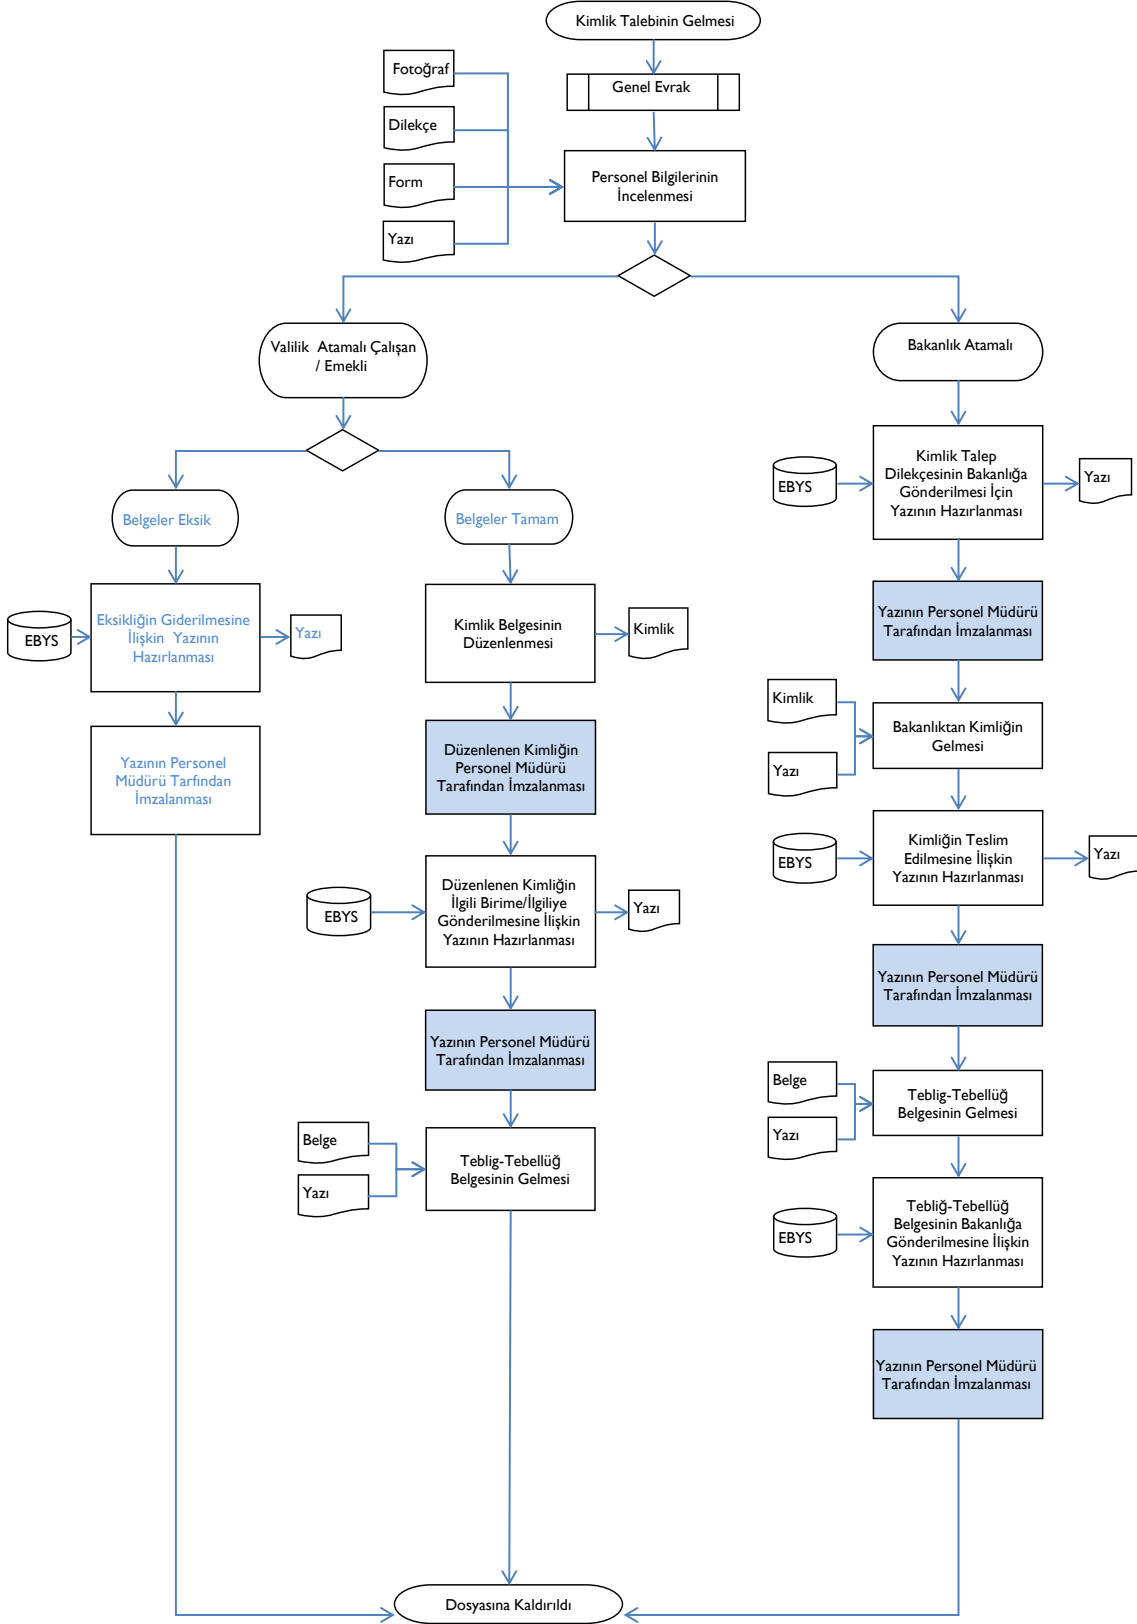 Kimlik Talebinin Gelmesi
Fotoğraf
Genel Evrak
Dilekçe
Form
Personel Bilgilerinin
İncelenmesi
Yazı
Valilik Atamalı Çalışan
/ Emekli
Bakanlık Atamalı
Belgeler Eksik
Belgeler Tamam
EBYS
Kimlik Talep
Dilekçesinin Bakanlığa
Gönderilmesi İçin
Yazının Hazırlanması
Yazı
EBYS
Eksikliğin Giderilmesine
İlişkin Yazının
Hazırlanması
Yazı
Kimlik Belgesinin
Düzenlenmesi
Kimlik
Yazının Personel Müdürü
Tarafından İmzalanması
Yazının Personel
Müdürü Tarfından
İmzalanması
Düzenlenen Kimliğin
Personel Müdürü
Tarafından İmzalanması
Kimlik
Yazı
Bakanlıktan Kimliğin
Gelmesi
EBYS
Kimliğin Teslim
Edilmesine İlişkin
Yazının Hazırlanması
Yazı
EBYS
Düzenlenen Kimliğin
İlgili Birime/İlgiliye
Gönderilmesine İlişkin
Yazının Hazırlanması
Yazı
Yazının Personel Müdürü
Tarafından İmzalanması
Yazının Personel Müdürü
Tarafından İmzalanması
Belge
Yazı
Teblig-Tebellüğ
Belgesinin Gelmesi
Belge
Yazı
Teblig-Tebellüğ
Belgesinin Gelmesi
EBYS
Tebliğ-Tebellüğ
Belgesinin Bakanlığa
Gönderilmesine İlişkin
Yazının Hazırlanması
Yazının Personel Müdürü
Tarafından İmzalanması
Dosyasına Kaldırıldı